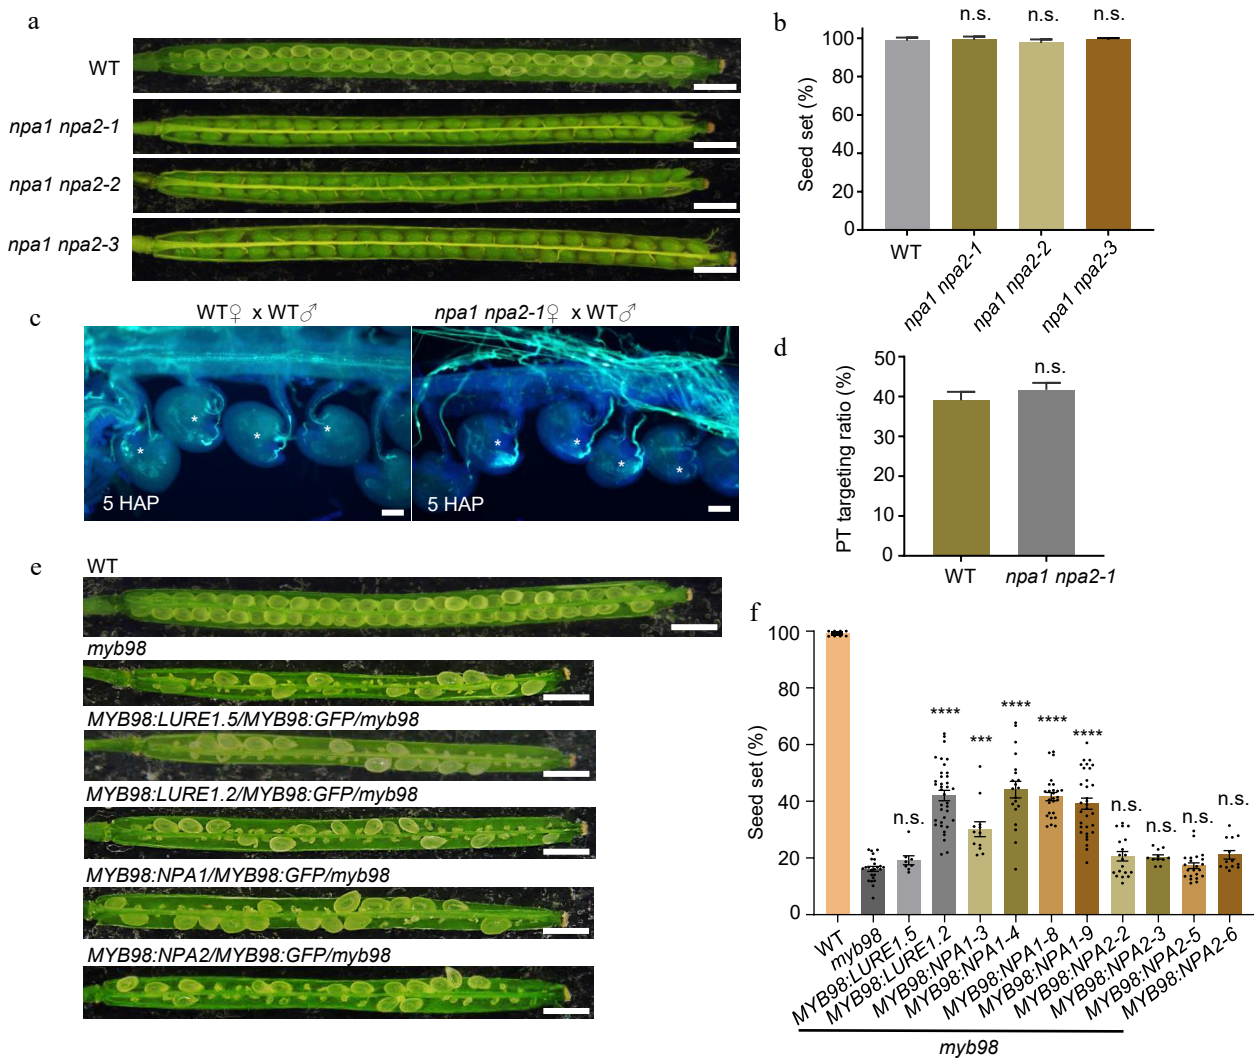 a
WT
npa1 npa2-1
npa1 npa2-2
npa1 npa2-3
b
Seed set (%)
100
80
60
40
20
0
n.s.
n.s.
n.s.
WT
npa1 npa2-1
npa1 npa2-2
npa1 npa2-3
c
WT♀ x WT♂
npa1 npa2-1♀ x WT♂
*
*
*
*
*
*
*
*
5 HAP
5 HAP
d
PT targeting ratio (%)
50
40
30
20
10
0
n.s.
WT
npa1 npa2-1
e
WT
myb98
MYB98:LURE1.5/MYB98:GFP/myb98
MYB98:LURE1.2/MYB98:GFP/myb98
MYB98:NPA1/MYB98:GFP/myb98
MYB98:NPA2/MYB98:GFP/myb98
f
Seed set (%)
100
80
60
40
20
0
n.s.
****
***
****
****
****
n.s.
n.s.
n.s.
n.s.
WT
myb98
MYB98:LURE1.5
MYB98:LURE1.2
MYB98:NPA1-3
MYB98:NPA1-4
MYB98:NPA1-8
MYB98:NPA1-9
MYB98:NPA2-2
MYB98:NPA2-3
MYB98:NPA2-5
MYB98:NPA2-6
myb98